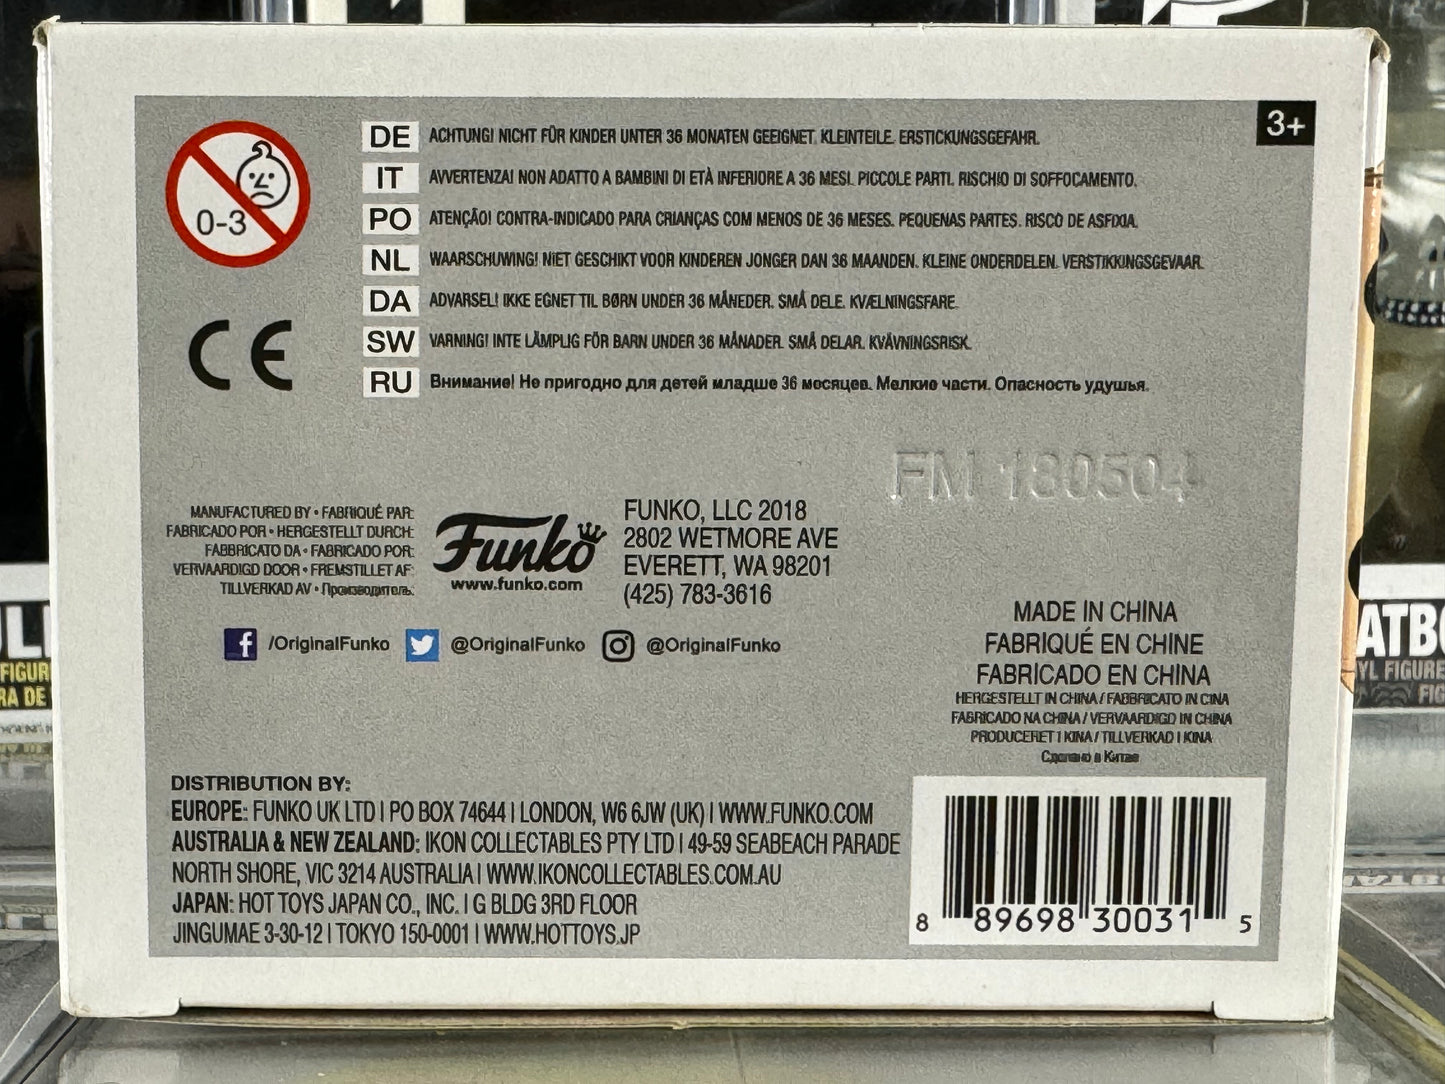 3+
0-3
DE ACHTUNG! NICHT FÜR KINDER UNTER 36 MONATEN GEEIGNET. KLEINTEILE. ERSTICKUNGSGEFAHR.
IT AVVERTENZA! NON ADATTO A BAMBINI DI ETÀ INFERIORE A 36 MESI. PICCOLE PARTI. RISCHIO DI SOFFOCAMENTO.
PO ATENÇÃO! CONTRA-INDICADO PARA CRIANÇAS COM MENOS DE 36 MESES. PEQUENAS PARTES. RISCO DE ASFIXIA.
NL WAARSCHUWING! NIET GESCHIKT VOOR KINDEREN JONGER DAN 36 MAANDEN. KLEINE ONDERDELEN. VERSTIKKINGSGEVAAR.
DA ADVARSEL! IKKE EGNET TIL BØRN UNDER 36 MÅNEDER. SMÅ DELE. KVÆLNINGSFARE.
SW VARNING! INTE LÄMPLIG FÖR BARN UNDER 36 MÅNADER. SMÅ DELAR. KVÄVNINGSRISK.
RU Внимание! Не пригодно для детей младше 36 месяцев. Мелкие части. Опасность удушья.
CE
FM 180504
MANUFACTURED BY • FABRIQUÉ PAR:
FABRICADO POR • HERGESTELLT DURCH:
FABBRICATO DA • FABRICADO POR:
VERVAARDIGD DOOR • FREMSTILLET AF:
TILLVERKAD AV • Производитель:
Funko
www.funko.com
FUNKO, LLC 2018
2802 WETMORE AVE
EVERETT, WA 98201
(425) 783-3616
f /OriginalFunko @OriginalFunko @OriginalFunko
MADE IN CHINA
FABRIQUÉ EN CHINE
FABRICADO EN CHINA
HERGESTELLT IN CHINA / FABBRICATO IN CINA
FABRICADO NA CHINA / VERVAARDIGD IN CHINA
PRODUCERET I KINA / TILLVERKAD I KINA
Сделано в Китае
DISTRIBUTION BY:
EUROPE: FUNKO UK LTD | PO BOX 74644 | LONDON, W6 6JW (UK) | WWW.FUNKO.COM
AUSTRALIA & NEW ZEALAND: IKON COLLECTABLES PTY LTD | 49-59 SEABEACH PARADE
NORTH SHORE, VIC 3214 AUSTRALIA | WWW.IKONCOLLECTABLES.COM.AU
JAPAN: HOT TOYS JAPAN CO., INC. | G BLDG 3RD FLOOR
JINGUMAE 3-30-12 | TOKYO 150-0001 | WWW.HOTTOYS.JP
8 89698 30031 5
FIGUR
RA DE
ATBO
YL FIGURE
FIG